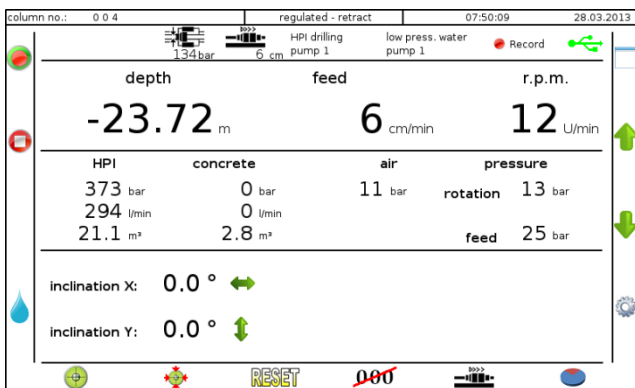 column no.: 0 0 4 regulated - retract 07:50:09 28.03.2013
134 bar 6 cm HPI drilling pump 1 low press. water pump 1 Record
depth feed r.p.m.
-23.72 m 6 cm/min 12 U/min
HPI concrete air pressure
373 bar 0 bar 11 bar rotation 13 bar
294 l/min 0 l/min
21.1 m³ 2.8 m³ feed 25 bar
inclination X: 0.0 °
inclination Y: 0.0 °
RESET 000